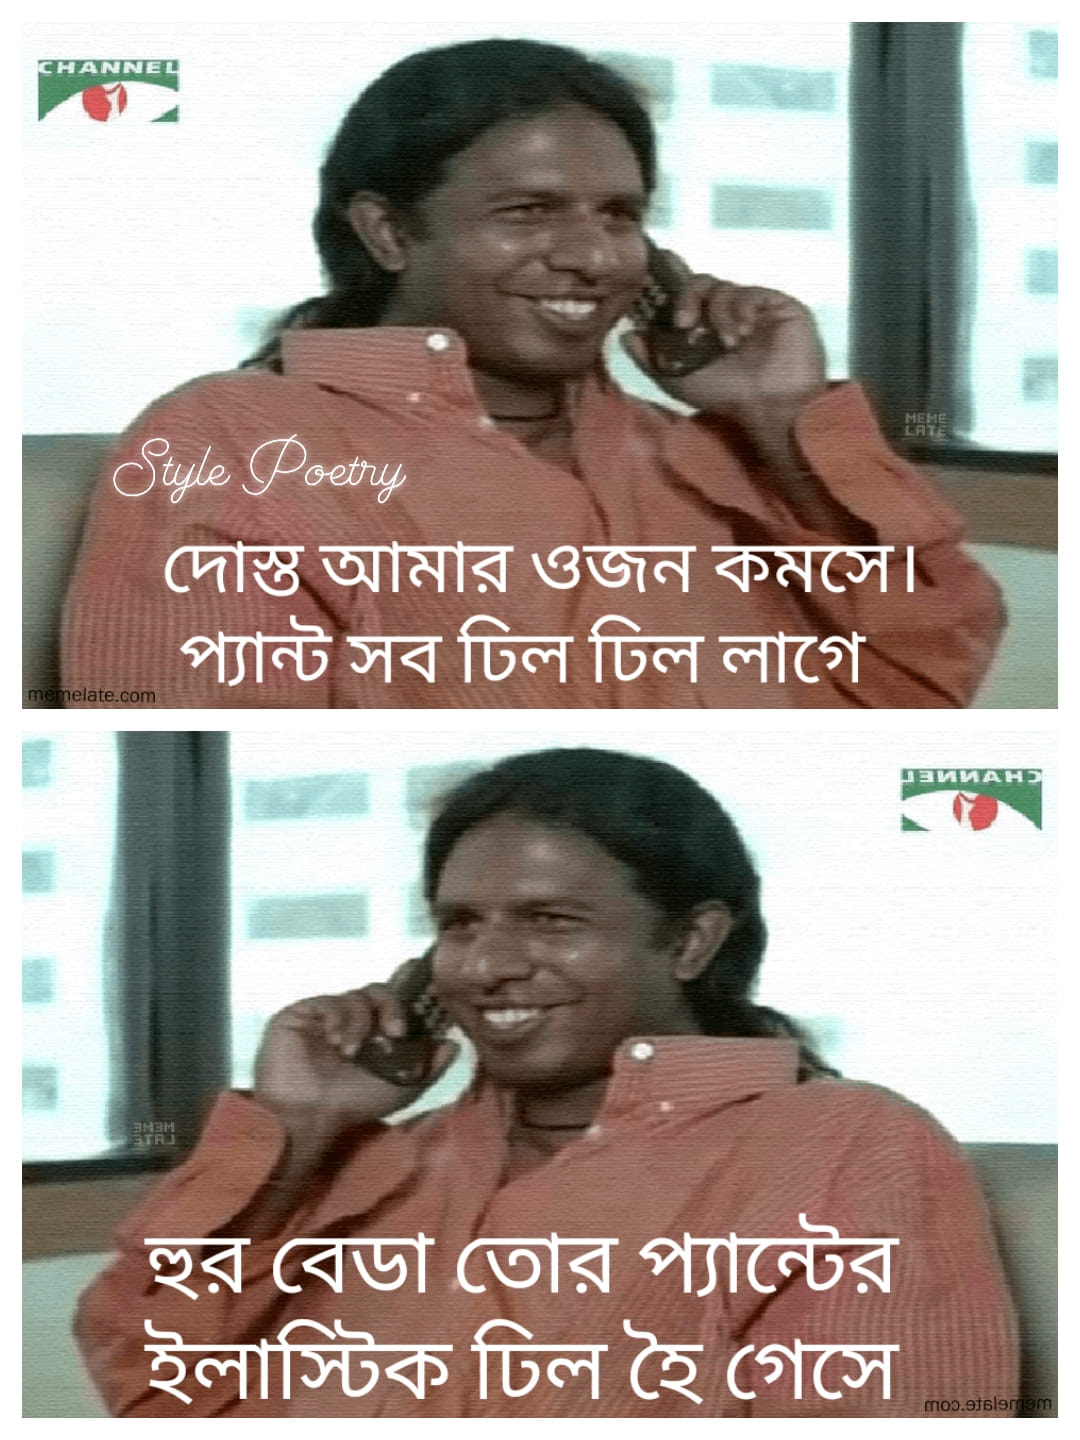 CHANNEL
i
MEME
LATE
Style Poetry
দোস্ত আমার ওজন কমসে।
প্যান্ট সব ঢিল ঢিল লাগে
memelate.com
CHANNEL
i
MEME
LATE
হুর বেডা তোর প্যান্টের
ইলাস্টিক ঢিল হৈ গেসে
memelate.com